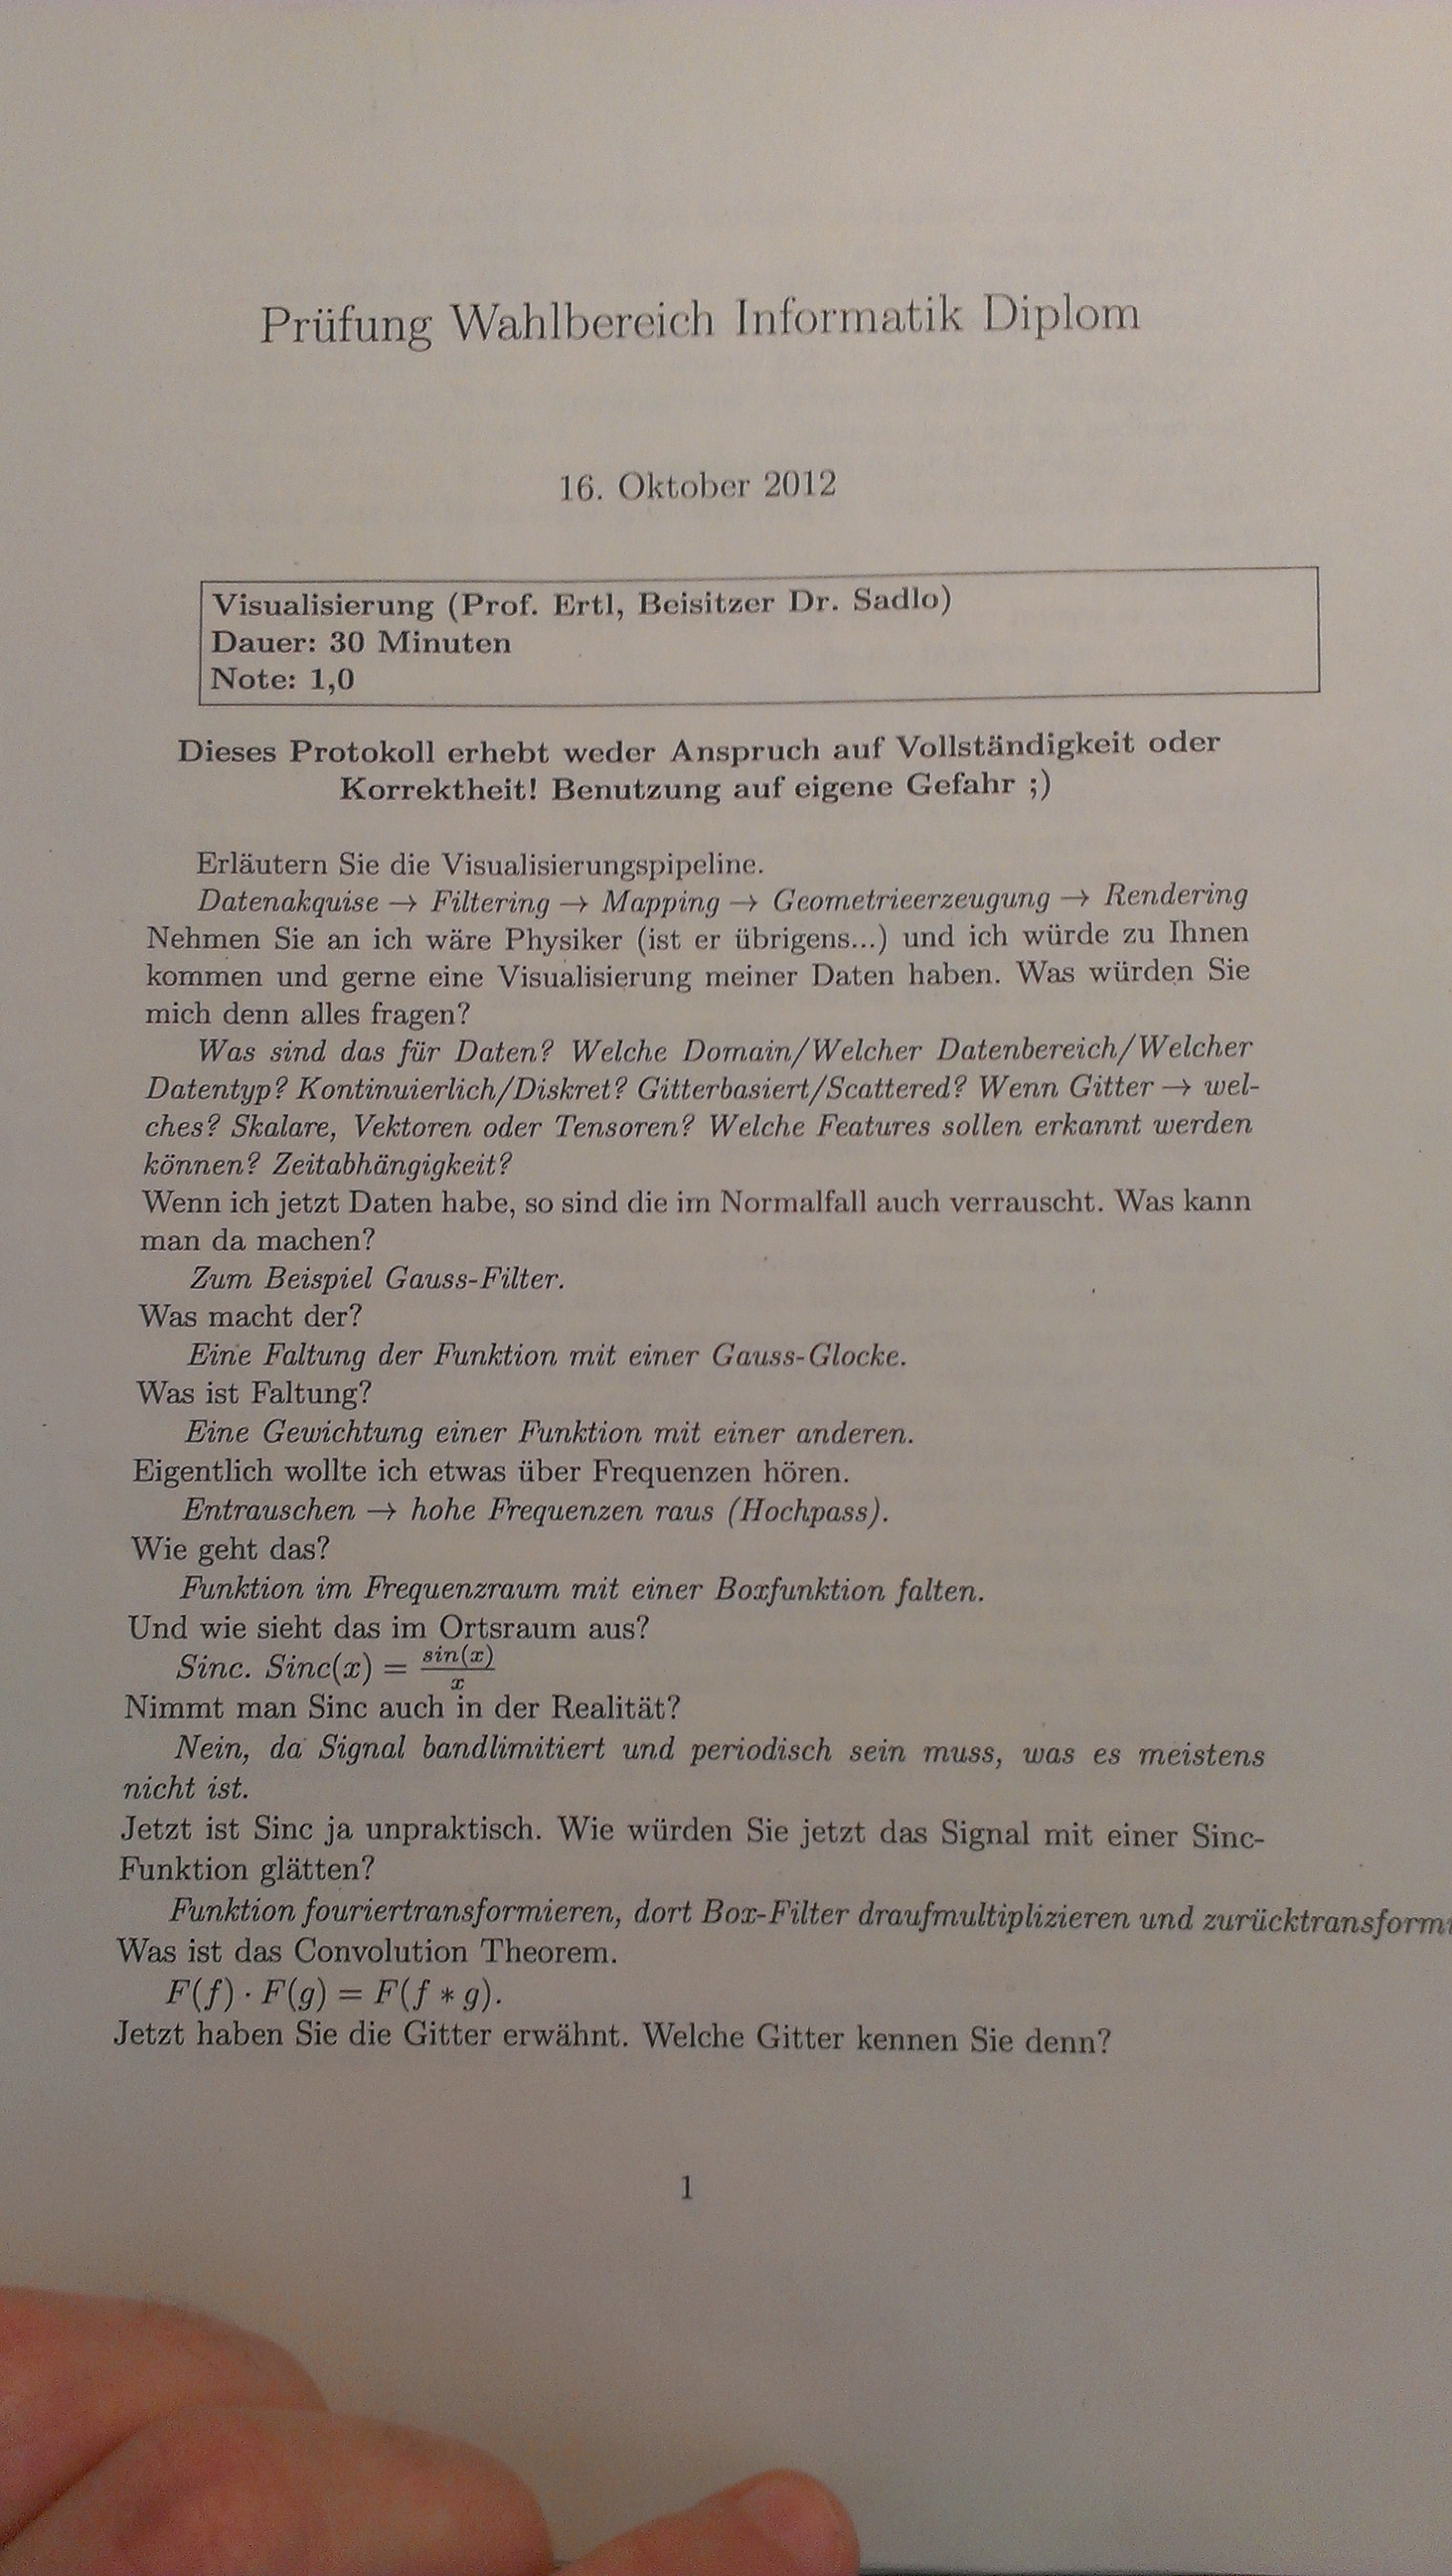 Prüfung Wahlbereich Informatik Diplom
16. Oktober 2012
Visualisierung (Prof. Ertl, Beisitzer Dr. Sadlo)
Dauer: 30 Minuten
Note: 1,0
Dieses Protokoll erhebt weder Anspruch auf Vollständigkeit oder
Korrektheit! Benutzung auf eigene Gefahr ;)
Erläutern Sie die Visualisierungspipeline.
Datenakquise → Filtering → Mapping → Geometrieerzeugung → Rendering
Nehmen Sie an ich wäre Physiker (ist er übrigens...) und ich würde zu Ihnen
kommen und gerne eine Visualisierung meiner Daten haben. Was würden Sie
mich denn alles fragen?
Was sind das für Daten? Welche Domain/Welcher Datenbereich/Welcher
Datentyp? Kontinuierlich/Diskret? Gitterbasiert/Scattered? Wenn Gitter → wel-
ches? Skalare, Vektoren oder Tensoren? Welche Features sollen erkannt werden
können? Zeitabhängigkeit?
Wenn ich jetzt Daten habe, so sind die im Normalfall auch verrauscht. Was kann
man da machen?
Zum Beispiel Gauss-Filter.
Was macht der?
Eine Faltung der Funktion mit einer Gauss-Glocke.
Was ist Faltung?
Eine Gewichtung einer Funktion mit einer anderen.
Eigentlich wollte ich etwas über Frequenzen hören.
Entrauschen → hohe Frequenzen raus (Hochpass).
Wie geht das?
Funktion im Frequenzraum mit einer Boxfunktion falten.
Und wie sieht das im Ortsraum aus?
Sinc. Sinc(x) = sin(x)/x
Nimmt man Sinc auch in der Realität?
Nein, da Signal bandlimitiert und periodisch sein muss, was es meistens
nicht ist.
Jetzt ist Sinc ja unpraktisch. Wie würden Sie jetzt das Signal mit einer Sinc-
Funktion glätten?
Funktion fouriertransformieren, dort Box-Filter draufmultiplizieren und
Was ist das Convolution Theorem.
F(f) · F(g) = F(f * g).
Jetzt haben Sie die Gitter erwähnt. Welche Gitter kennen Sie denn?
1